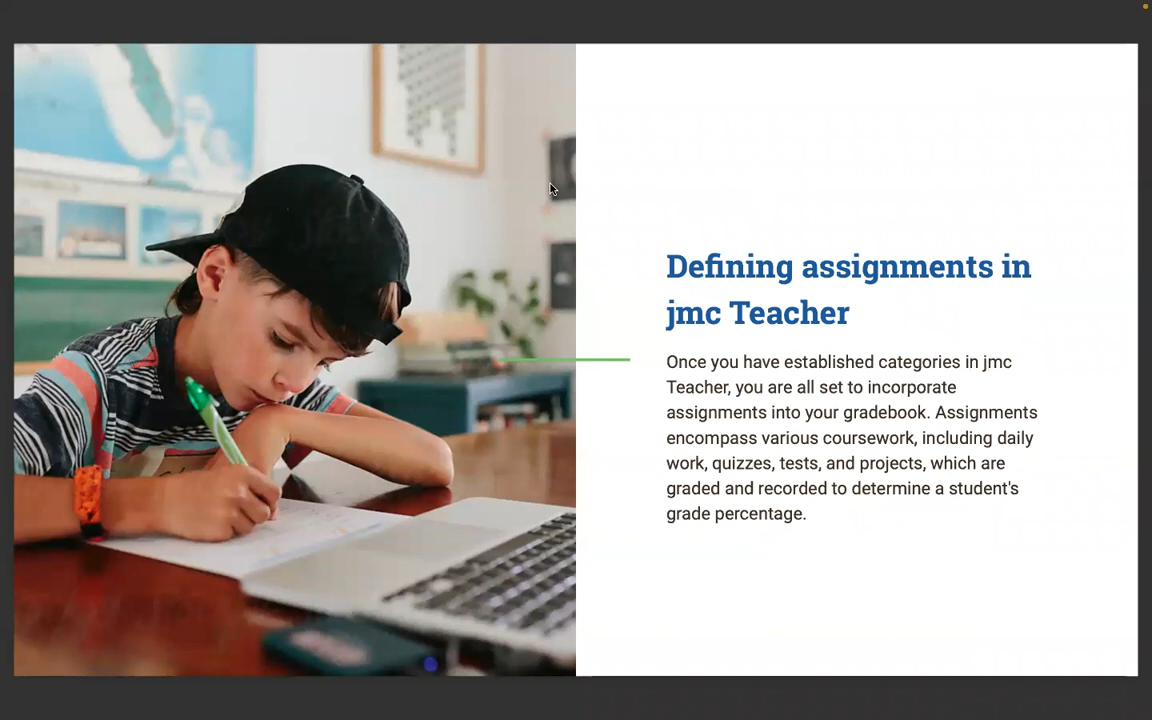 Defining assignments in
jmc Teacher
Once you have established categories in jmc
Teacher, you are all set to incorporate
assignments into your gradebook. Assignments
encompass various coursework, including daily
work, quizzes, tests, and projects, which are
graded and recorded to determine a student's
grade percentage.